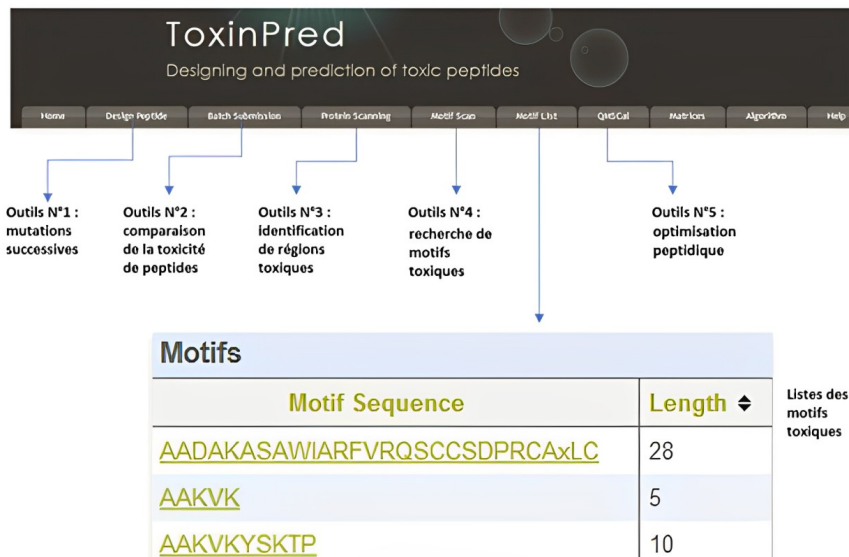 ToxinPred
Designing and prediction of toxic peptides
Home Design Peptide Batch Submission Protein Scanning Motif Scan Motif List QMS Cal Matrices Algorithm Help
Outils N°1 :
mutations
successives
Outils N°2 :
comparaison
de la toxicité
de peptides
Outils N°3 :
identification
de régions
toxiques
Outils N°4 :
recherche de
motifs
toxiques
Outils N°5 :
optimisation
peptidique
Motifs
Motif Sequence Length
AADAKASAWIARFVRQSCCSDPRCAxLC 28
AAKVK 5
AAKVKYSKTP 10
Listes des
motifs
toxiques